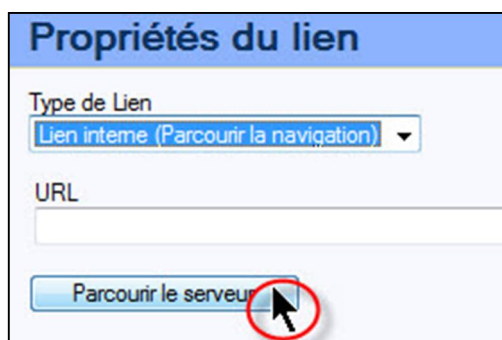 Propriétés du lien
Type de Lien
Lien interne (Parcourir la navigation)
URL
Parcourir le serveur